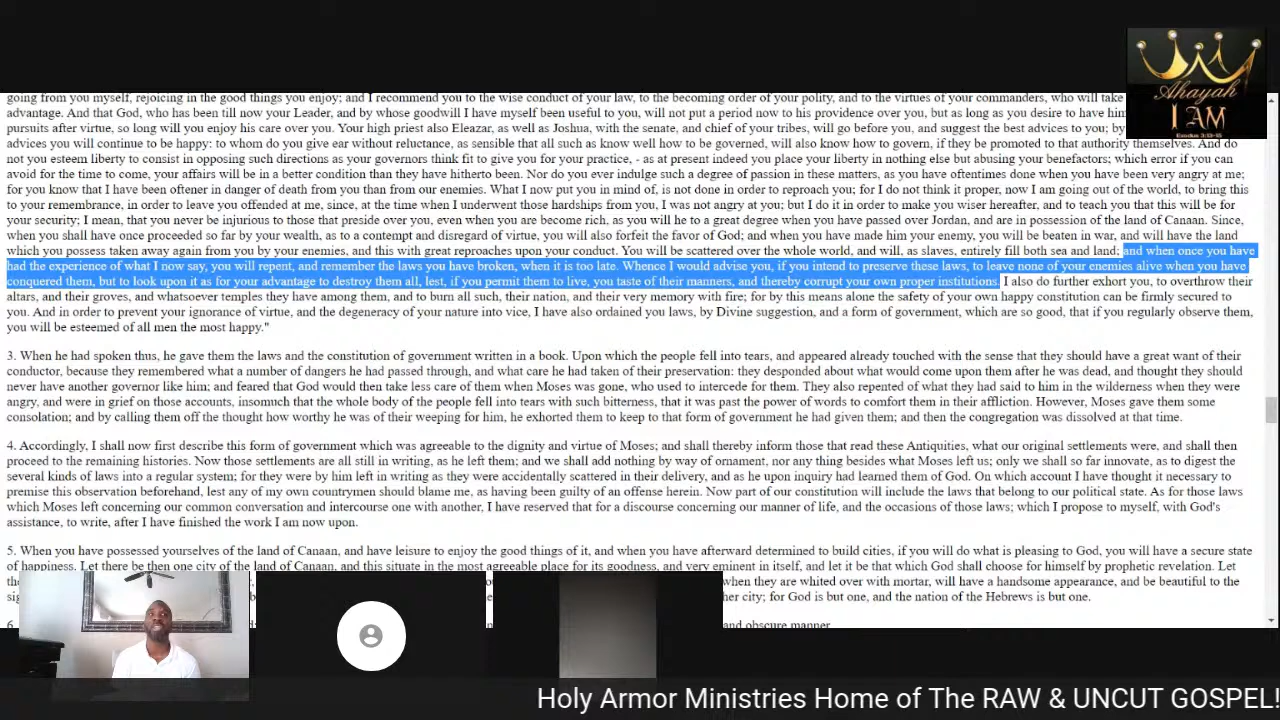 Ahayah
I AM
Exodus 3:13-15
going from you myself, rejoicing in the good things you enjoy; and I recommend you to the wise conduct of your law, to the becoming order of your polity, and to the virtues of your commanders, who will take
advantage. And that God, who has been till now your Leader, and by whose goodwill I have myself been useful to you, will not put a period now to his providence over you, but as long as you desire to have him
pursuits after virtue, so long will you enjoy his care over you. Your high priest also Eleazar, as well as Joshua, with the senate, and chief of your tribes, will go before you, and suggest the best advices to you; by
advices you will continue to be happy: to whom do you give ear without reluctance, as sensible that all such as know well how to be governed, will also know how to govern, if they be promoted to that authority themselves. And do
not you esteem liberty to consist in opposing such directions as your governors think fit to give you for your practice, - as at present indeed you place your liberty in nothing else but abusing your benefactors; which error if you can
avoid for the time to come, your affairs will be in a better condition than they have hitherto been. Nor do you ever indulge such a degree of passion in these matters, as you have oftentimes done when you have been very angry at me;
for you know that I have been oftener in danger of death from you than from our enemies. What I now put you in mind of, is not done in order to reproach you; for I do not think it proper, now I am going out of the world, to bring this
to your remembrance, in order to leave you offended at me, since, at the time when I underwent those hardships from you, I was not angry at you; but I do it in order to make you wiser hereafter, and to teach you that this will be for
your security; I mean, that you never be injurious to those that preside over you, even when you are become rich, as you will be to a great degree when you have passed over Jordan, and are in possession of the land of Canaan. Since,
when you shall have once proceeded so far by your wealth, as to a contempt and disregard of virtue, you will also forfeit the favor of God; and when you have made him your enemy, you will be beaten in war, and will have the land
which you possess taken away again from you by your enemies, and this with great reproaches upon your conduct. You will be scattered over the whole world, and will, as slaves, entirely fill both sea and land; and when once you have
had the experience of what I now say, you will repent, and remember the laws you have broken, when it is too late. Whence I would advise you, if you intend to preserve these laws, to leave none of your enemies alive when you have
conquered them, but to look upon it as for your advantage to destroy them all, lest, if you permit them to live, you taste of their manners, and thereby corrupt your own proper institutions. I also do further exhort you, to overthrow their
altars, and their groves, and whatsoever temples they have among them, and to burn all such, their nation, and their very memory with fire; for by this means alone the safety of your own happy constitution can be firmly secured to
you. And in order to prevent your ignorance of virtue, and the degeneracy of your nature into vice, I have also ordained you laws, by Divine suggestion, and a form of government, which are so good, that if you regularly observe them,
you will be esteemed of all men the most happy."
3. When he had spoken thus, he gave them the laws and the constitution of government written in a book. Upon which the people fell into tears, and appeared already touched with the sense that they should have a great want of their
conductor, because they remembered what a number of dangers he had passed through, and what care he had taken of their preservation: they desponded about what would come upon them after he was dead, and thought they should
never have another governor like him; and feared that God would then take less care of them when Moses was gone, who used to intercede for them. They also repented of what they had said to him in the wilderness when they were
angry, and were in grief on those accounts, insomuch that the whole body of the people fell into tears with such bitterness, that it was past the power of words to comfort them in their affliction. However, Moses gave them some
consolation; and by calling them off the thought how worthy he was of their weeping for him, he exhorted them to keep to that form of government he had given them; and then the congregation was dissolved at that time.
4. Accordingly, I shall now first describe this form of government which was agreeable to the dignity and virtue of Moses; and shall thereby inform those that read these Antiquities, what our original settlements were, and shall then
proceed to the remaining histories. Now those settlements are all still in writing, as he left them; and we shall add nothing by way of ornament, nor any thing besides what Moses left us; only we shall so far innovate, as to digest the
several kinds of laws into a regular system; for they were by him left in writing as they were accidentally scattered in their delivery, and as he upon inquiry had learned them of God. On which account I have thought it necessary to
premise this observation beforehand, lest any of my own countrymen should blame me, as having been guilty of an offense herein. Now part of our constitution will include the laws that belong to our political state. As for those laws
which Moses left concerning our common conversation and intercourse one with another, I have reserved that for a discourse concerning our manner of life, and the occasions of those laws; which I propose to myself, with God's
assistance, to write, after I have finished the work I am now upon.
5. When you have possessed yourselves of the land of Canaan, and have leisure to enjoy the good things of it, and when you have afterward determined to build cities, if you will do what is pleasing to God, you will have a secure state
of happiness. Let there be then one city of the land of Canaan, and this situate in the most agreeable place for its goodness, and very eminent in itself, and let it be that which God shall choose for himself by prophetic revelation. Let
when they are whited over with mortar, will have a handsome appearance, and be beautiful to the
her city; for God is but one, and the nation of the Hebrews is but one.
and obscure manner
Holy Armor Ministries Home of The RAW & UNCUT GOSPEL!